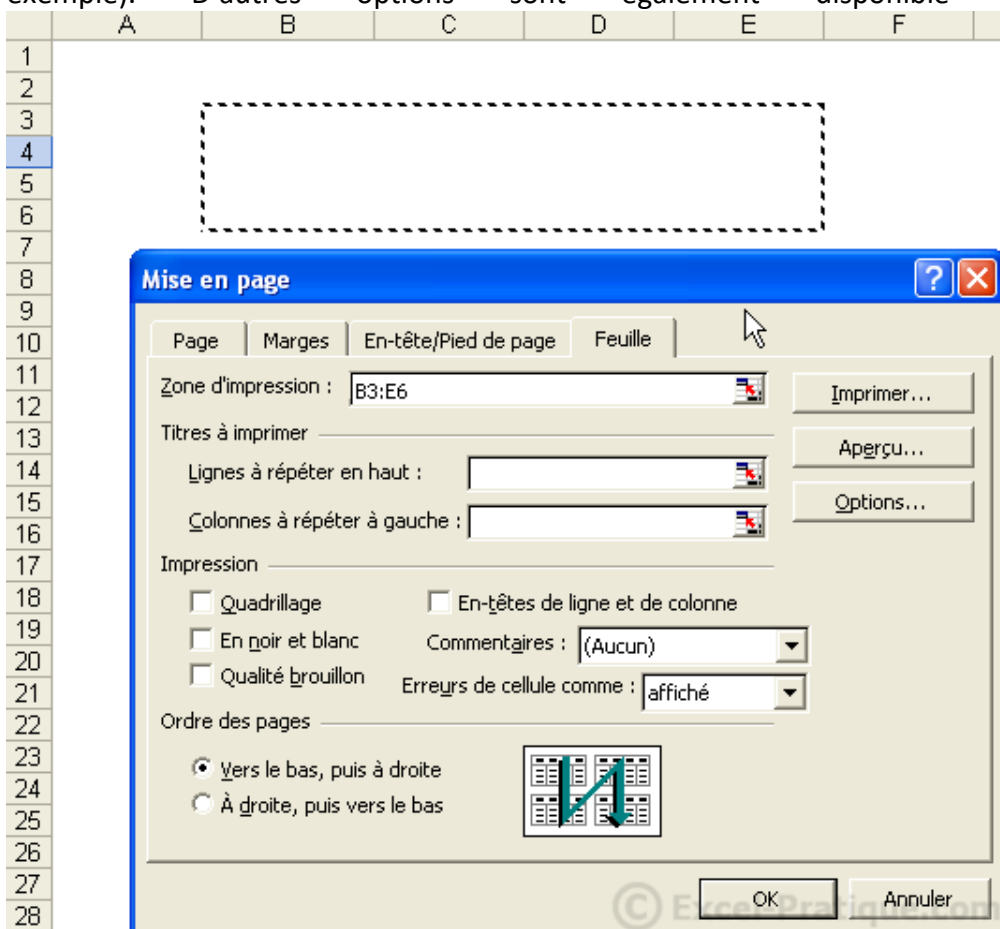 exemple). D'autres options sont également disponible
A B C D E F
1
2
3
4
5
6
7
8
9
10
11
12
13
14
15
16
17
18
19
20
21
22
23
24
25
26
27
28
Mise en page
Page Marges En-tête/Pied de page Feuille
Zone d'impression : B3:E6 Imprimer...
Titres à imprimer Aperçu...
Lignes à répéter en haut :
Colonnes à répéter à gauche : Options...
Impression
Quadrillage En-têtes de ligne et de colonne
En noir et blanc Commentaires : (Aucun)
Qualité brouillon Erreurs de cellule comme : affiché
Ordre des pages
Vers le bas, puis à droite
À droite, puis vers le bas
OK Annuler
© Excel-Pratique.com